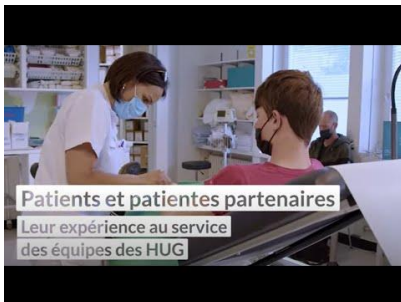 Patients et patientes partenaires
Leur expérience au service
des équipes des HUG